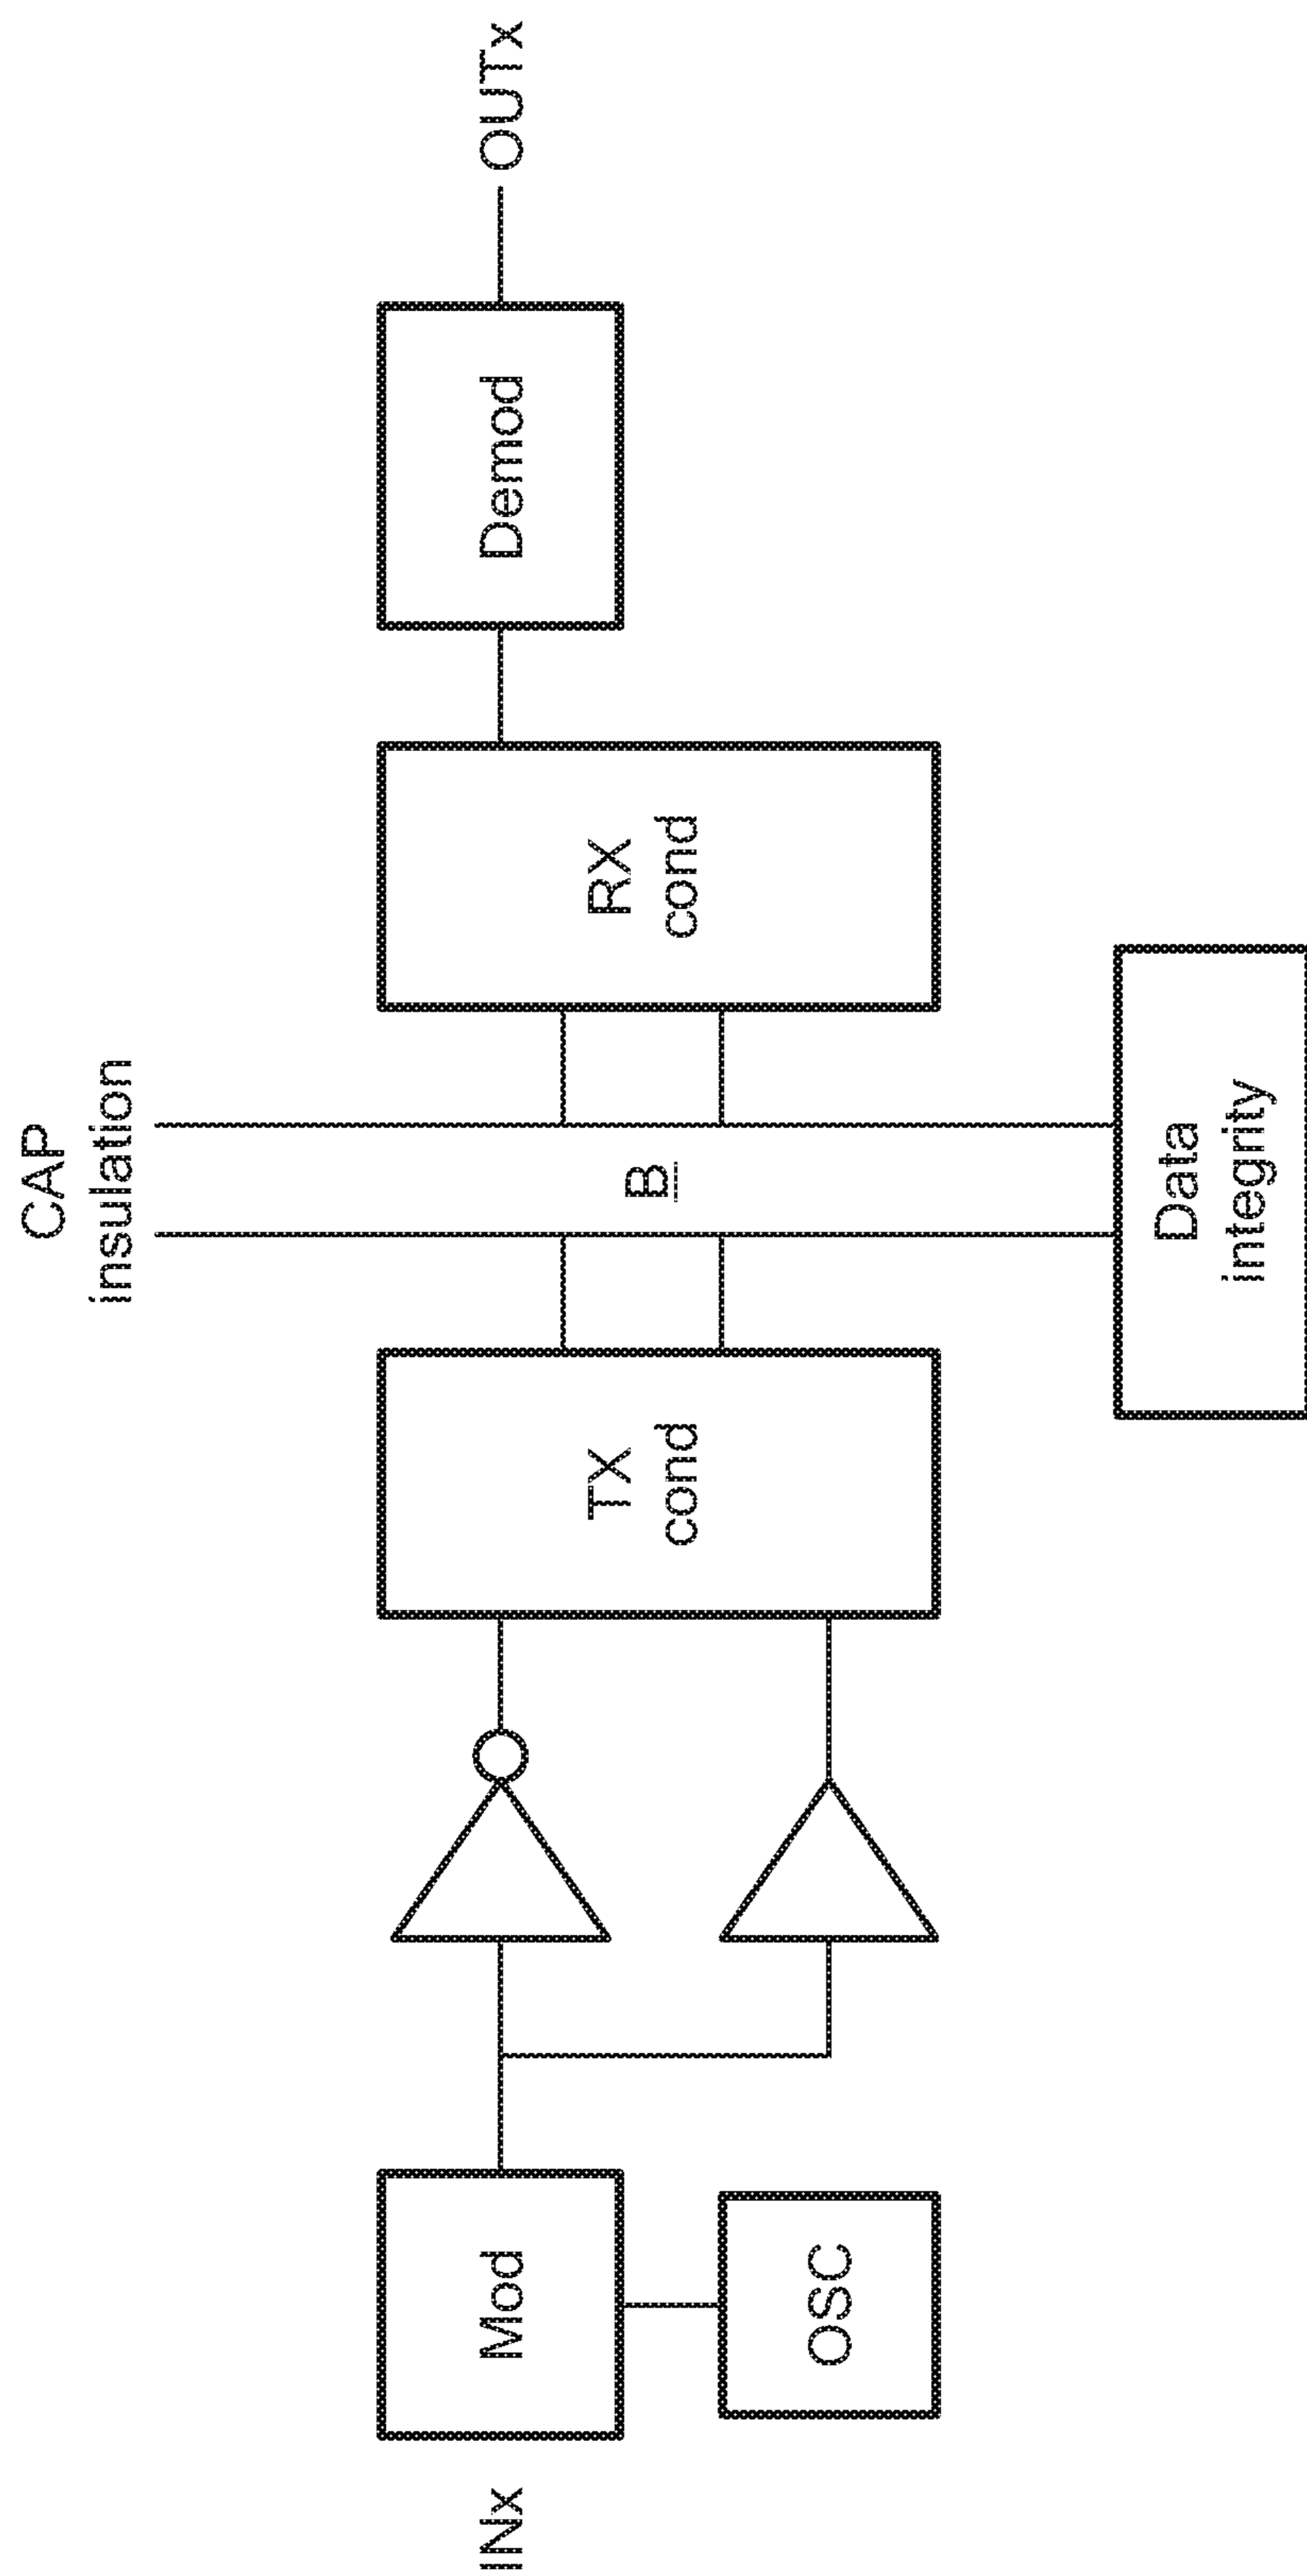 INx
Mod
OSC
TX
cond
CAP
insulation
B
Data
integrity
RX
cond
Demod
OUTx